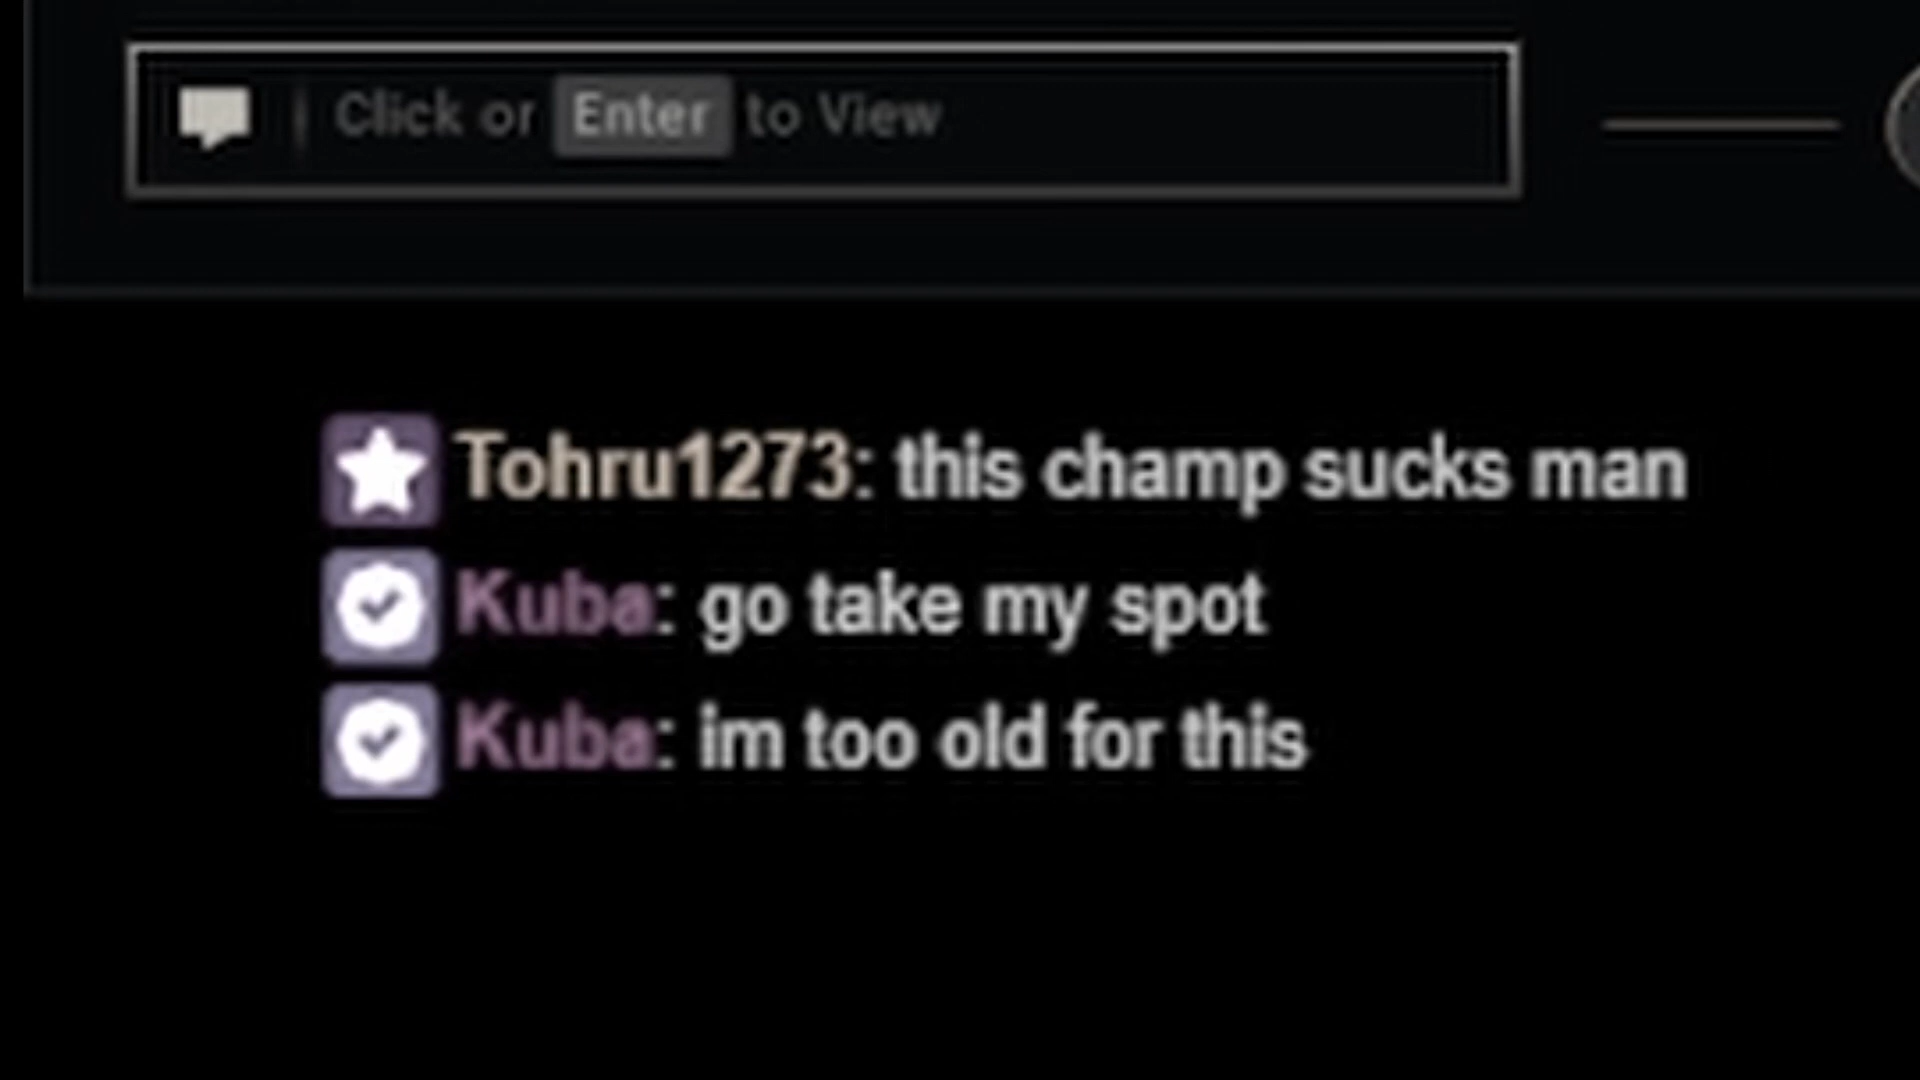 Click or Enter to View
Tohru1273: this champ sucks man
Kuba: go take my spot
Kuba: im too old for this